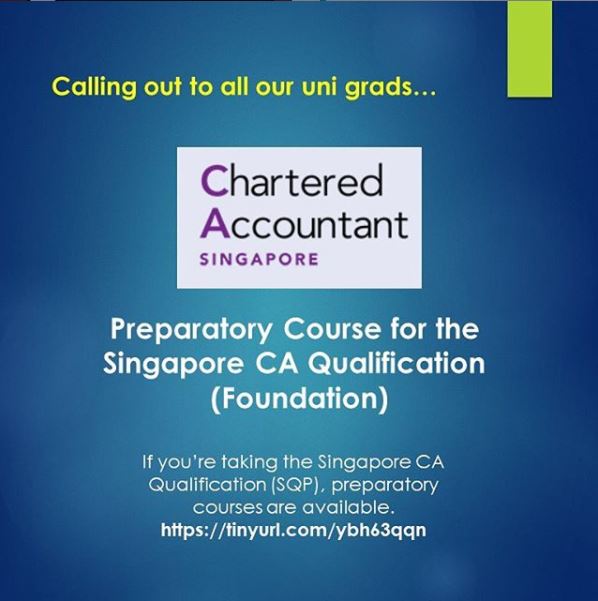 Calling out to all our uni grads...
Chartered
Accountant
SINGAPORE
Preparatory Course for the
Singapore CA Qualification
(Foundation)
If you're taking the Singapore CA
Qualification (SQP), preparatory
courses are available.
https://tinyurl.com/ybh63qqn